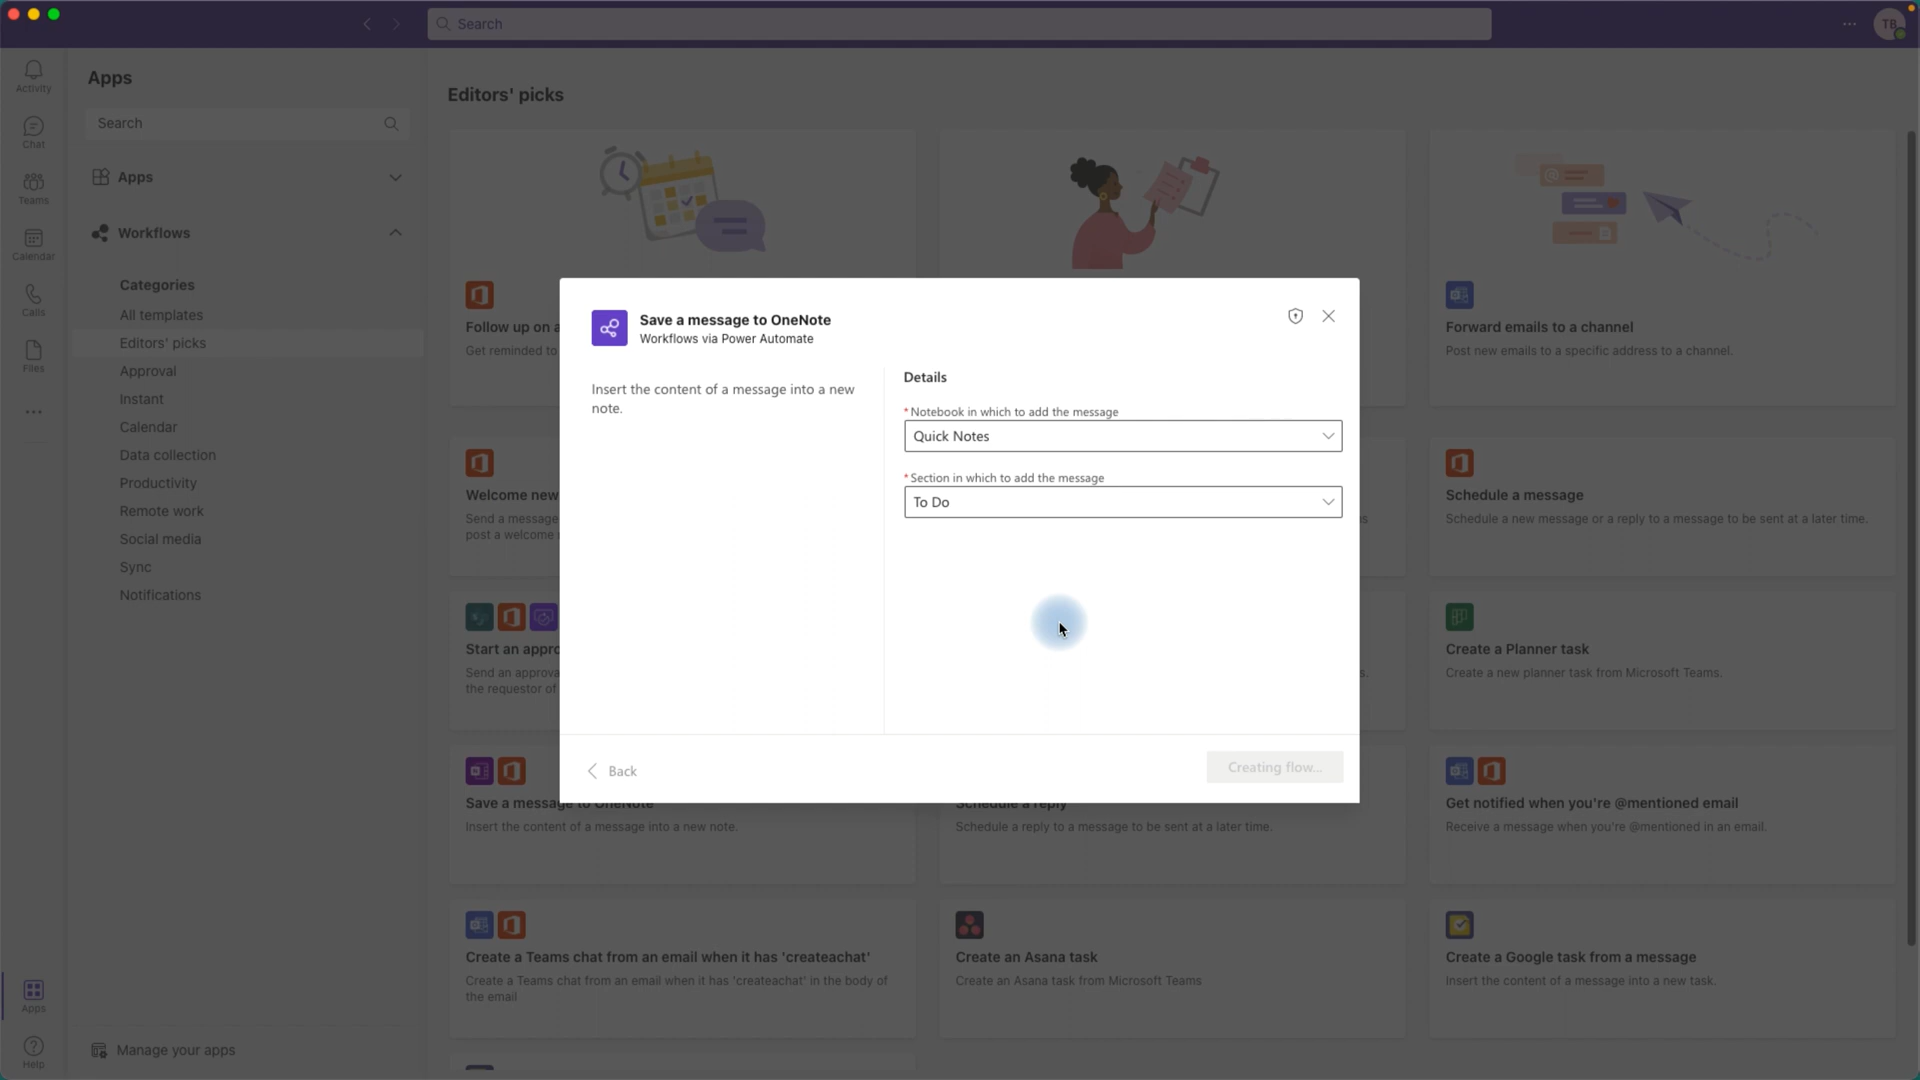 Search
TB
Activity
Chat
Teams
Calendar
Calls
Files
Apps
Help
Apps
Search
Apps
Workflows
Categories
All templates
Editors' picks
Approval
Instant
Calendar
Data collection
Productivity
Remote work
Social media
Sync
Notifications
Manage your apps
Editors' picks
Follow up on a
Get reminded to
Forward emails to a channel
Post new emails to a specific address to a channel.
Welcome new
Send a message
post a welcome
Schedule a message
Schedule a new message or a reply to a message to be sent at a later time.
Start an appro
Send an approva
the requestor of
Create a Planner task
Create a new planner task from Microsoft Teams.
Save a message to OneNote
Insert the content of a message into a new note.
Schedule a reply
Schedule a reply to a message to be sent at a later time.
Get notified when you're @mentioned email
Receive a message when you're @mentioned in an email.
Create a Teams chat from an email when it has 'createachat'
Create a Teams chat from an email when it has 'createachat' in the body of
the email
Create an Asana task
Create an Asana task from Microsoft Teams
Create a Google task from a message
Insert the content of a message into a new task.
Save a message to OneNote
Workflows via Power Automate
Insert the content of a message into a new
note.
Details
* Notebook in which to add the message
Quick Notes
* Section in which to add the message
To Do
Back
Creating flow...